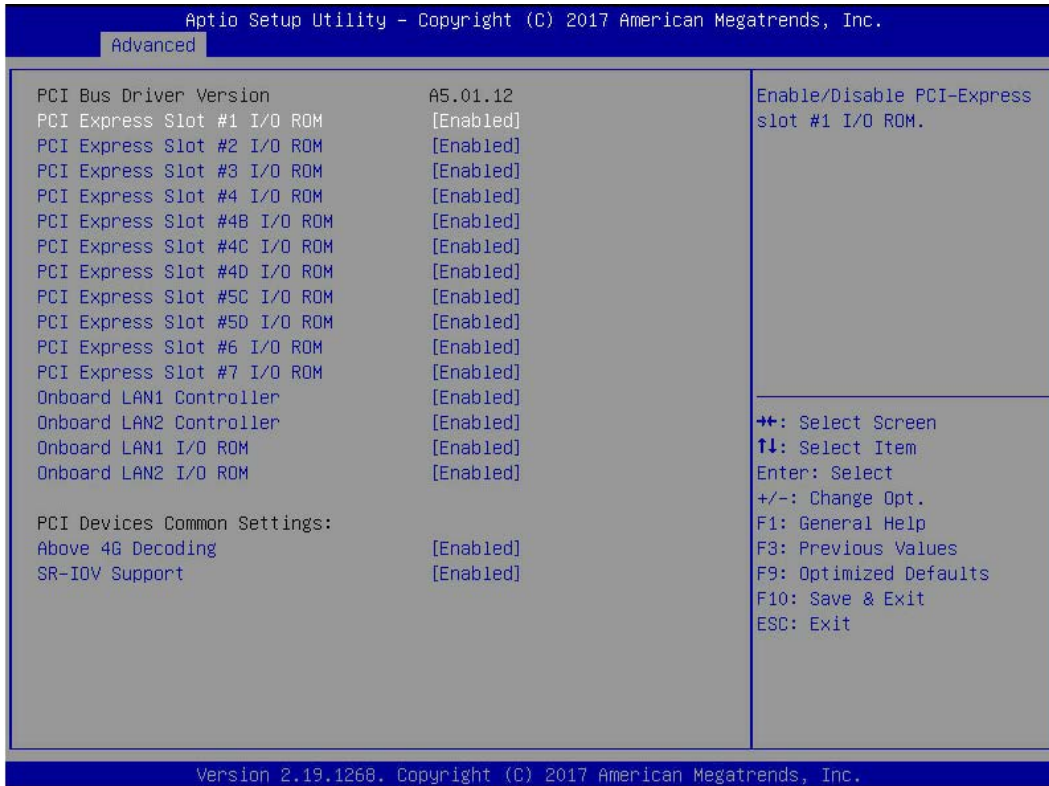 Aptio Setup Utility – Copyright (C) 2017 American Megatrends, Inc.
Advanced
PCI Bus Driver Version A5.01.12
PCI Express Slot #1 I/O ROM [Enabled]
PCI Express Slot #2 I/O ROM [Enabled]
PCI Express Slot #3 I/O ROM [Enabled]
PCI Express Slot #4 I/O ROM [Enabled]
PCI Express Slot #4B I/O ROM [Enabled]
PCI Express Slot #4C I/O ROM [Enabled]
PCI Express Slot #4D I/O ROM [Enabled]
PCI Express Slot #5C I/O ROM [Enabled]
PCI Express Slot #5D I/O ROM [Enabled]
PCI Express Slot #6 I/O ROM [Enabled]
PCI Express Slot #7 I/O ROM [Enabled]
Onboard LAN1 Controller [Enabled]
Onboard LAN2 Controller [Enabled]
Onboard LAN1 I/O ROM [Enabled]
Onboard LAN2 I/O ROM [Enabled]
PCI Devices Common Settings:
Above 4G Decoding [Enabled]
SR-IOV Support [Enabled]
Enable/Disable PCI-Express
slot #1 I/O ROM.
→←: Select Screen
↑↓: Select Item
Enter: Select
+/-: Change Opt.
F1: General Help
F3: Previous Values
F9: Optimized Defaults
F10: Save & Exit
ESC: Exit
Version 2.19.1268. Copyright (C) 2017 American Megatrends, Inc.